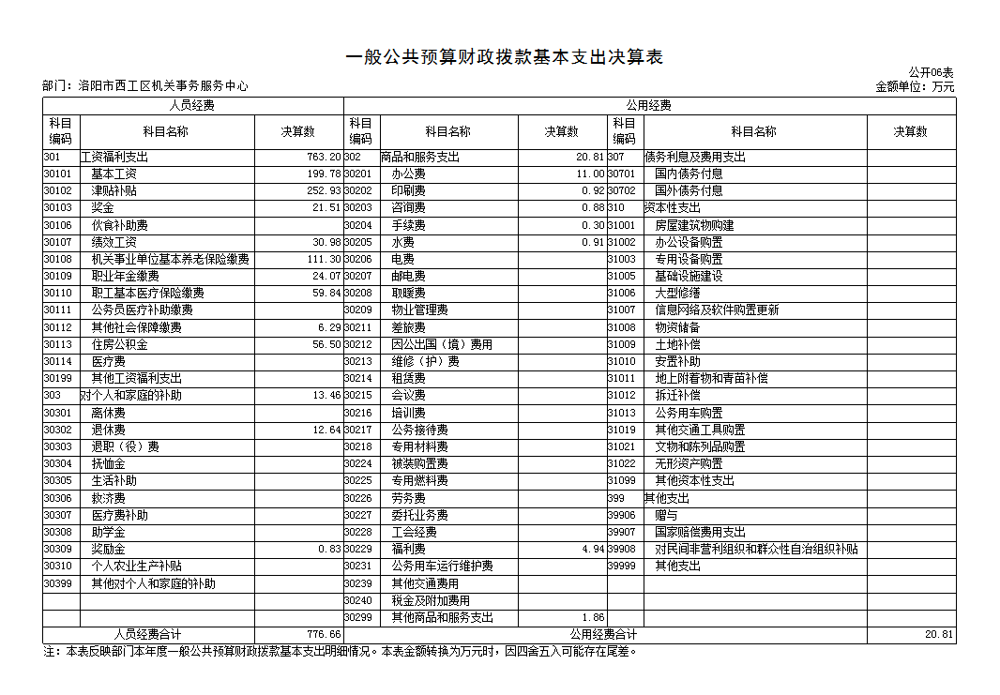 一般公共预算财政拨款基本支出决算表
公开06表
部门：洛阳市西工区机关事务服务中心 金额单位：万元
人员经费 公用经费
科目编码 科目名称 决算数 科目编码 科目名称 决算数 科目编码 科目名称 决算数
301 工资福利支出 763.20 302 商品和服务支出 20.81 307 债务利息及费用支出
30101 基本工资 199.78 30201 办公费 11.00 30701 国内债务付息
30102 津贴补贴 252.93 30202 印刷费 0.92 30702 国外债务付息
30103 奖金 21.51 30203 咨询费 0.88 310 资本性支出
30106 伙食补助费 30204 手续费 0.30 31001 房屋建筑物购建
30107 绩效工资 30.98 30205 水费 0.91 31002 办公设备购置
30108 机关事业单位基本养老保险缴费 111.30 30206 电费 31003 专用设备购置
30109 职业年金缴费 24.07 30207 邮电费 31005 基础设施建设
30110 职工基本医疗保险缴费 59.84 30208 取暖费 31006 大型修缮
30111 公务员医疗补助缴费 30209 物业管理费 31007 信息网络及软件购置更新
30112 其他社会保障缴费 6.29 30211 差旅费 31008 物资储备
30113 住房公积金 56.50 30212 因公出国（境）费用 31009 土地补偿
30114 医疗费 30213 维修（护）费 31010 安置补助
30199 其他工资福利支出 30214 租赁费 31011 地上附着物和青苗补偿
303 对个人和家庭的补助 13.46 30215 会议费 31012 拆迁补偿
30301 离休费 30216 培训费 31013 公务用车购置
30302 退休费 12.64 30217 公务接待费 31019 其他交通工具购置
30303 退职（役）费 30218 专用材料费 31021 文物和陈列品购置
30304 抚恤金 30224 被装购置费 31022 无形资产购置
30305 生活补助 30225 专用燃料费 31099 其他资本性支出
30306 救济费 30226 劳务费 399 其他支出
30307 医疗费补助 30227 委托业务费 39906 赠与
30308 助学金 30228 工会经费 39907 国家赔偿费用支出
30309 奖励金 0.83 30229 福利费 4.94 39908 对民间非营利组织和群众性自治组织补贴
30310 个人农业生产补贴 30231 公务用车运行维护费 39999 其他支出
30399 其他对个人和家庭的补助 30239 其他交通费用
30240 税金及附加费用
30299 其他商品和服务支出 1.86
人员经费合计 776.66 公用经费合计 20.81
注：本表反映部门本年度一般公共预算财政拨款基本支出明细情况。本表金额转换为万元时，因四舍五入可能存在尾差。